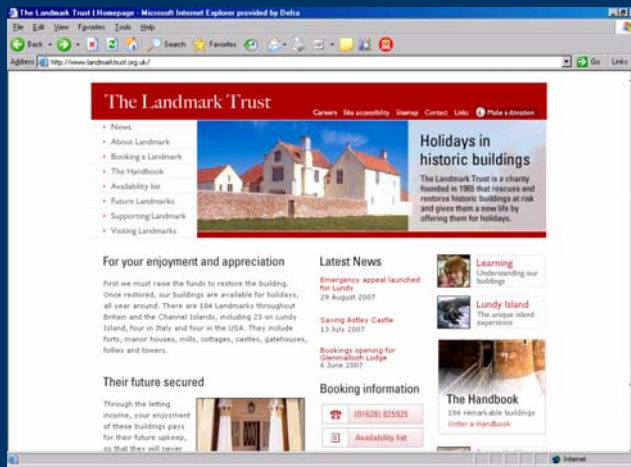 The Landmark Trust | Homepage - Microsoft Internet Explorer provided by Defra
File Edit View Favorites Tools Help
Back Search Favorites
Address http://www.landmarktrust.org.uk/ Go Links
The Landmark Trust
Careers Site accessibility Sitemap Contact Links Make a donation
News
About Landmark
Booking a Landmark
The Handbook
Availability list
Future Landmarks
Supporting Landmark
Visiting Landmarks
Holidays in
historic buildings
The Landmark Trust is a charity
founded in 1965 that rescues and
restores historic buildings at risk
and gives them a new life by
offering them for holidays.
For your enjoyment and appreciation
First we must raise the funds to restore the building.
Once restored, our buildings are available for holidays,
all year around. There are 184 Landmarks throughout
Britain and the Channel Islands, including 23 on Lundy
Island, four in Italy and four in the USA. They include
forts, manor houses, mills, cottages, castles, gatehouses,
follies and towers.
Their future secured
Through the letting
income, your enjoyment
of these buildings pays
for their future upkeep,
so that they will never
Latest News
Emergency appeal launched
for Lundy
29 August 2007
Saving Astley Castle
13 July 2007
Bookings opening for
Glenmalloch Lodge
6 June 2007
Booking information
(01628) 825925
Availability list
Learning
Understanding our
buildings
Lundy Island
The unique island
experience
The Handbook
184 remarkable buildings
Order a Handbook
Internet